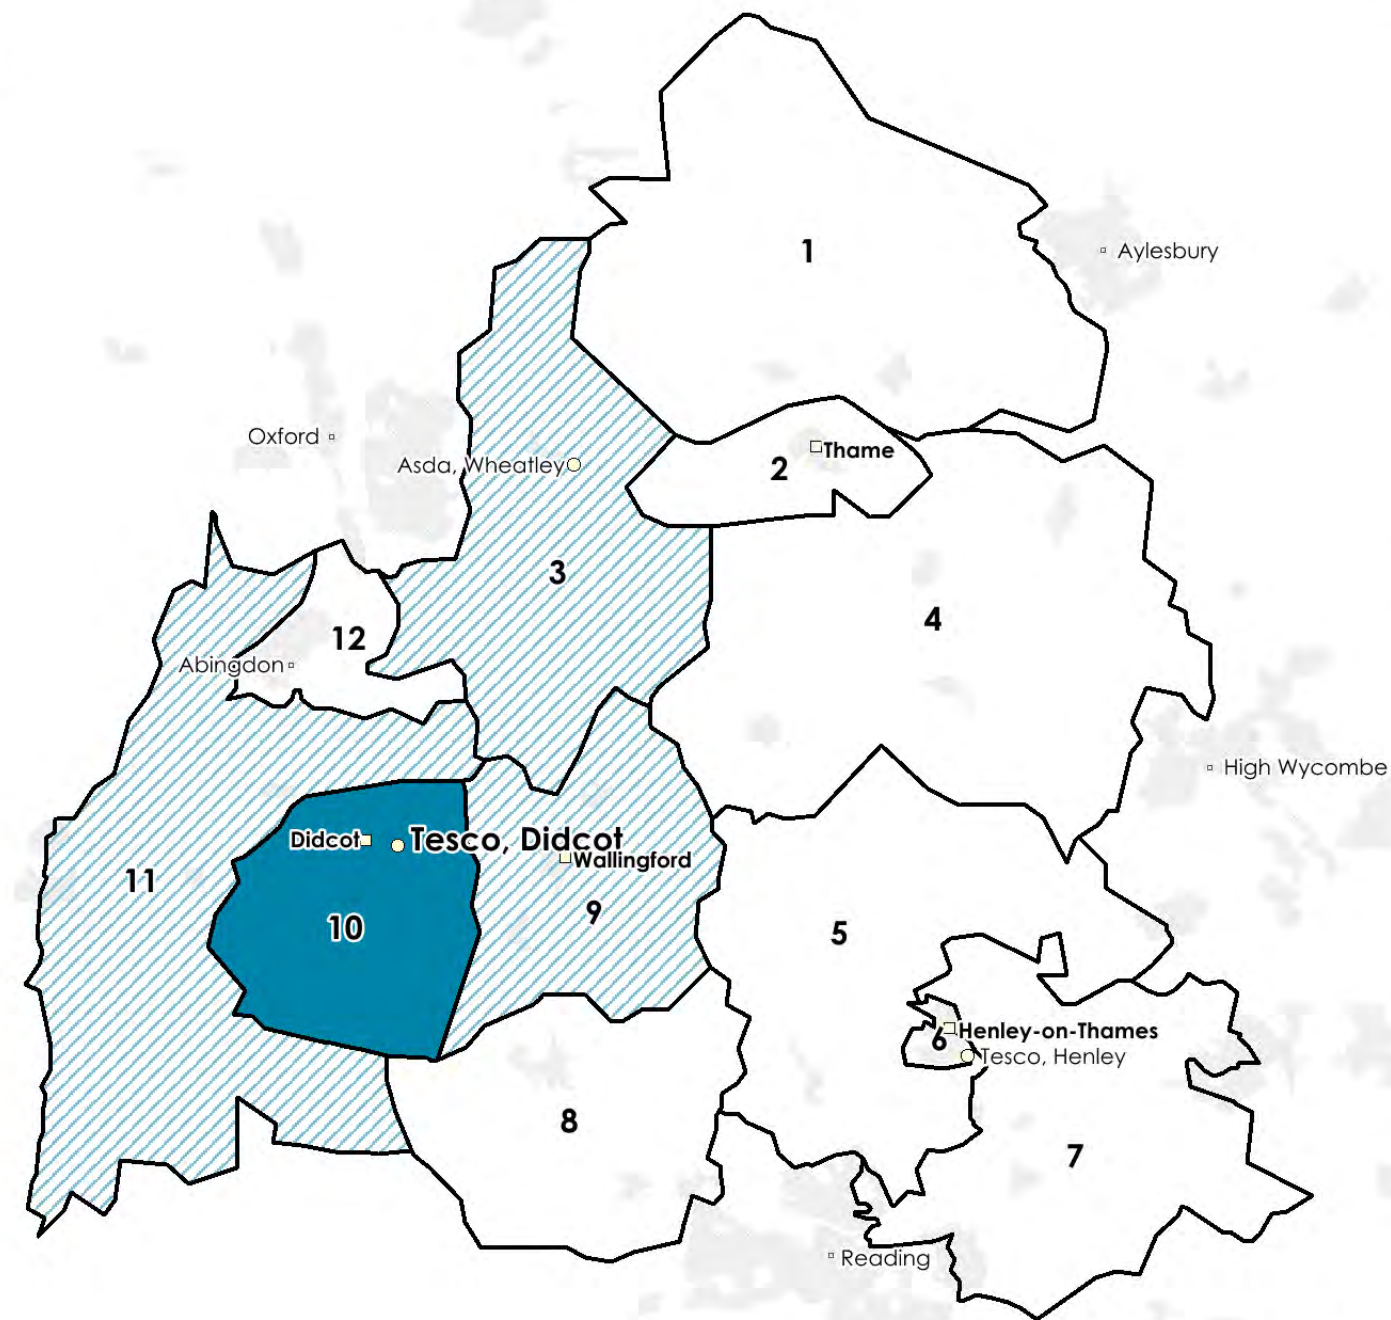 1
Aylesbury
Oxford
Asda, Wheatley
2
Thame
3
4
12
Abingdon
High Wycombe
Didcot
Tesco, Didcot
Wallingford
11
10
9
5
6
Henley-on-Thames
Tesco, Henley
8
7
Reading